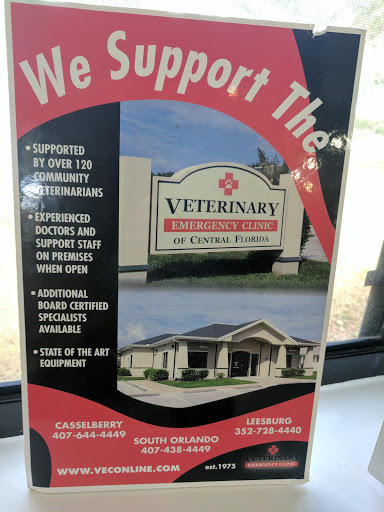 We Support The
• SUPPORTED
BY OVER 120
COMMUNITY
VETERINARIANS
• EXPERIENCED
DOCTORS AND
SUPPORT STAFF
ON PREMISES
WHEN OPEN
• ADDITIONAL
BOARD CERTIFIED
SPECIALISTS
AVAILABLE
• STATE OF THE ART
EQUIPMENT
VETERINARY
EMERGENCY CLINIC
OF CENTRAL FLORIDA
CASSELBERRY
407-644-4449
SOUTH ORLANDO
407-438-4449
LEESBURG
352-728-4440
WWW.VECONLINE.COM
est.1975
VETERINARY
EMERGENCY CLINIC